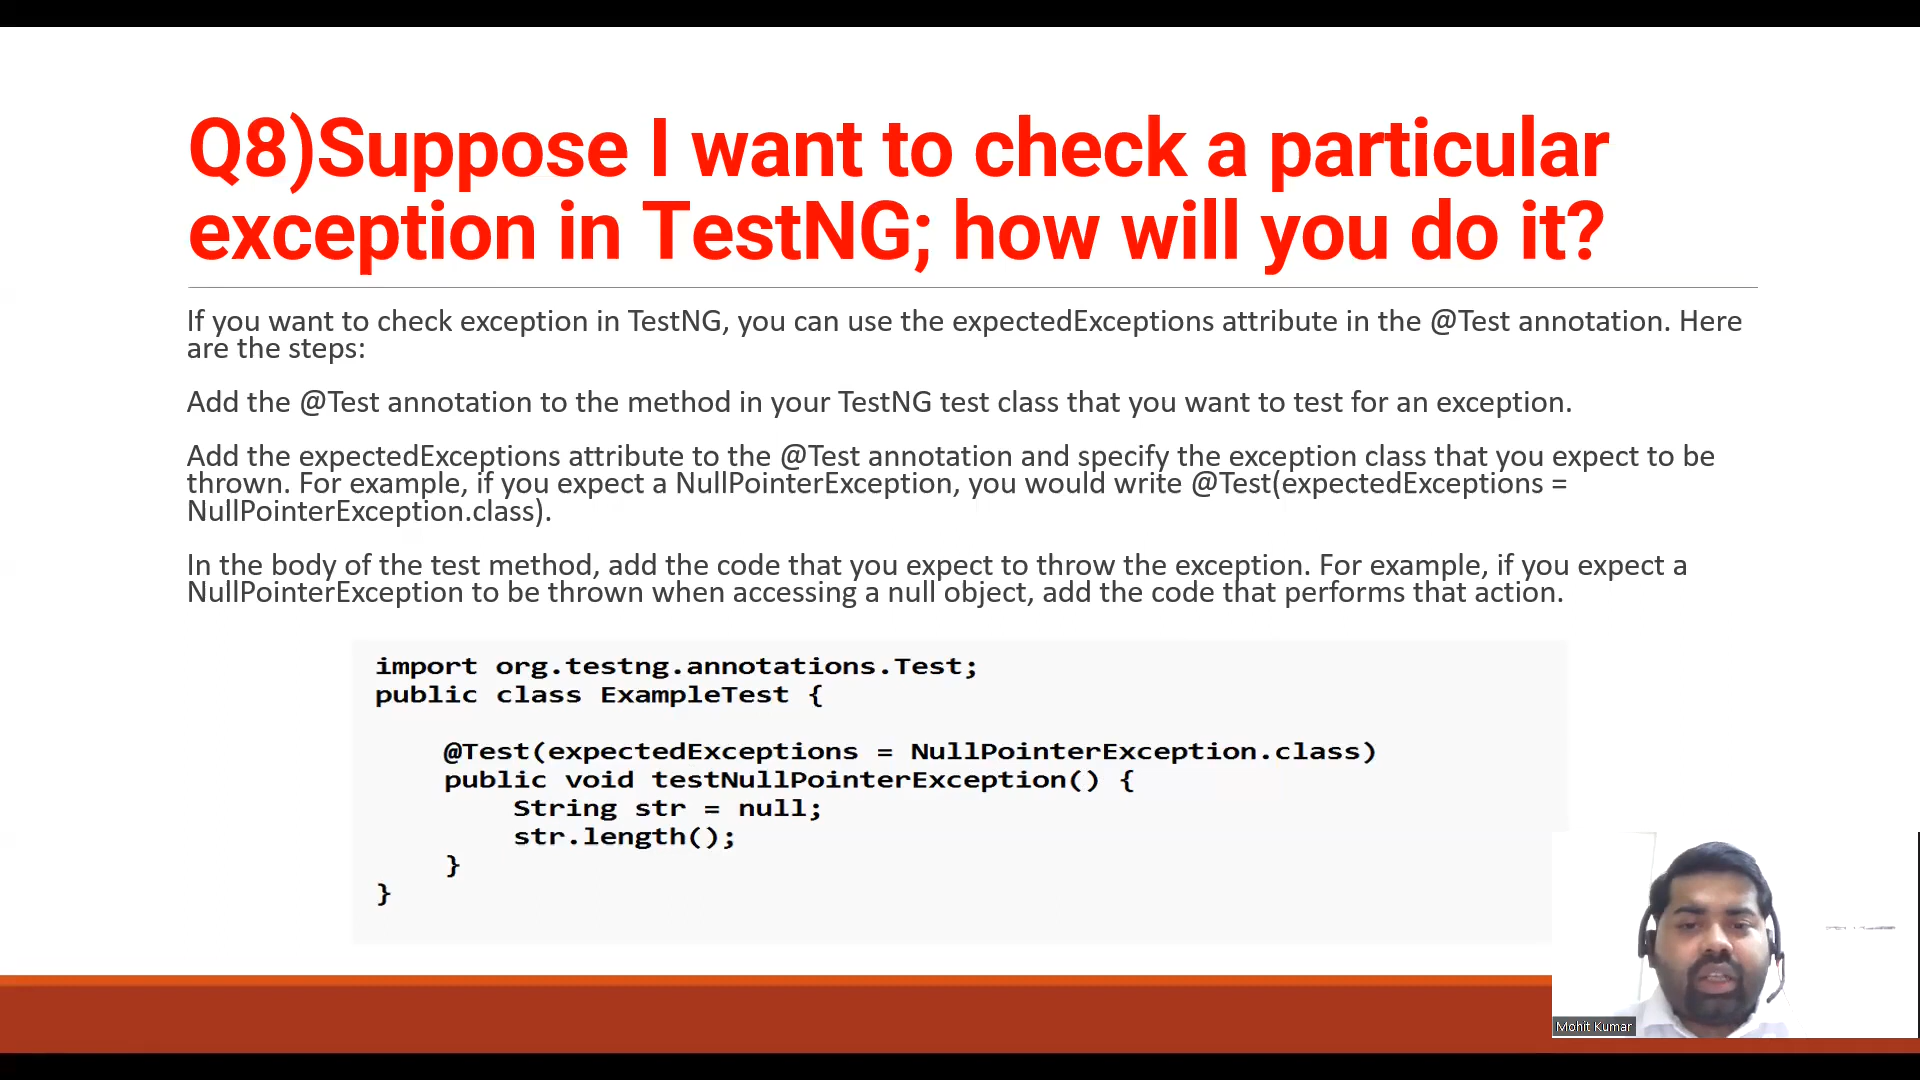 Q8)Suppose I want to check a particular
exception in TestNG; how will you do it?
If you want to check exception in TestNG, you can use the expectedExceptions attribute in the @Test annotation. Here
are the steps:
Add the @Test annotation to the method in your TestNG test class that you want to test for an exception.
Add the expectedExceptions attribute to the @Test annotation and specify the exception class that you expect to be
thrown. For example, if you expect a NullPointerException, you would write @Test(expectedExceptions =
NullPointerException.class).
In the body of the test method, add the code that you expect to throw the exception. For example, if you expect a
NullPointerException to be thrown when accessing a null object, add the code that performs that action.
import org.testng.annotations.Test;
public class ExampleTest {
@Test(expectedExceptions = NullPointerException.class)
public void testNullPointerException() {
String str = null;
str.length();
}
}
Mohit Kumar